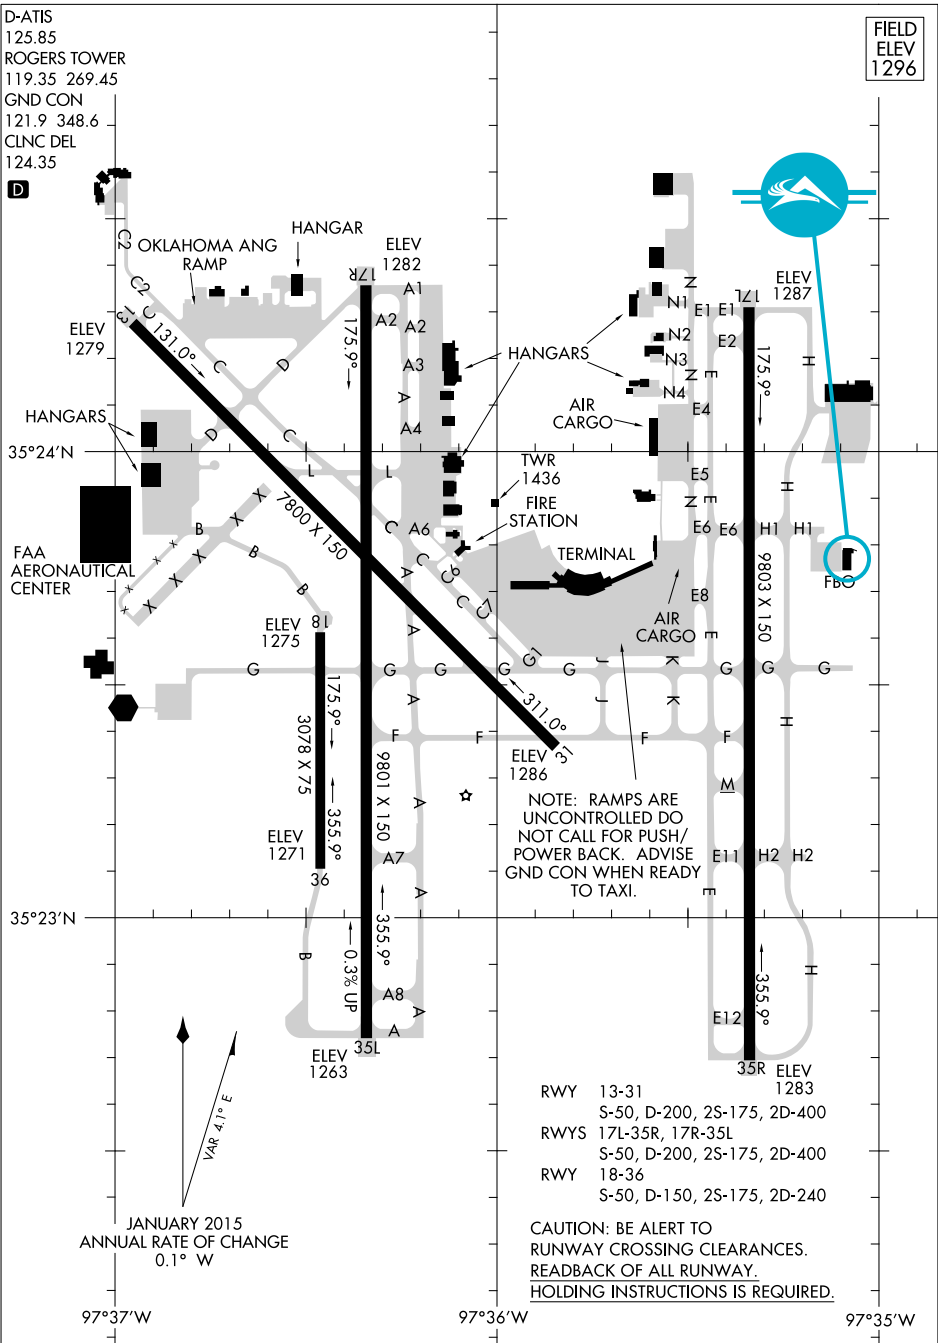 D-ATIS
125.85
ROGERS TOWER
119.35 269.45
GND CON
121.9 348.6
CLNC DEL
124.35
D
FIELD
ELEV
1296
C2
OKLAHOMA ANG
RAMP
HANGAR
ELEV
1282
17R
A1
N
ELEV
1287
17L
C2
C
13
ELEV
1279
131.0°
175.9°
A2
A2
N1
E1
E1
N2
E2
C
D
A3
HANGARS
N3
N
E
175.9°
H
N4
A
HANGARS
D
C
A4
AIR
CARGO
E4
35°24'N
L
L
TWR
1436
E5
H
X
X
X
X
X
X
x
x
x
x
7800 X 150
FIRE
STATION
N
E
B
B
C
A6
E6
E6
H1
H1
FAA
AERONAUTICAL
CENTER
C
C6
TERMINAL
9803 X 150
FBO
B
A
C
C7
E8
ELEV
1275
18
A
AIR
CARGO
E
G1
J
K
G
G
G
G
G
G
G
G
175.9°
3078 X 75
A
311.0°
J
K
H
F
F
F
F
9801 X 150
ELEV
1286
31
M
355.9°
A
NOTE: RAMPS ARE
UNCONTROLLED DO
NOT CALL FOR PUSH/
POWER BACK. ADVISE
GND CON WHEN READY
TO TAXI.
ELEV
1271
36
A7
E11
H2
H2
A
E
35°23'N
355.9°
0.3% UP
B
H
A8
A
355.9°
A
E12
35L
ELEV
1263
35R
ELEV
1283
VAR 4.1° E
JANUARY 2015
ANNUAL RATE OF CHANGE
0.1° W
RWY 13-31
S-50, D-200, 2S-175, 2D-400
RWYS 17L-35R, 17R-35L
S-50, D-200, 2S-175, 2D-400
RWY 18-36
S-50, D-150, 2S-175, 2D-240
CAUTION: BE ALERT TO
RUNWAY CROSSING CLEARANCES.
READBACK OF ALL RUNWAY.
HOLDING INSTRUCTIONS IS REQUIRED.
97°37'W
97°36'W
97°35'W